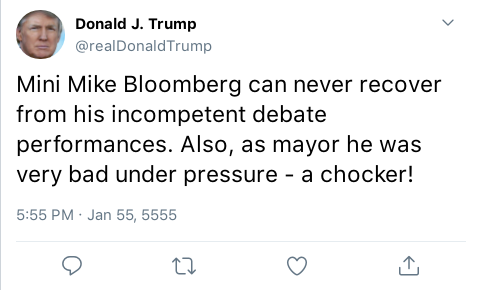 Donald J. Trump
@realDonaldTrump
Mini Mike Bloomberg can never recover
from his incompetent debate
performances. Also, as mayor he was
very bad under pressure - a chocker!
5:55 PM · Jan 55, 5555